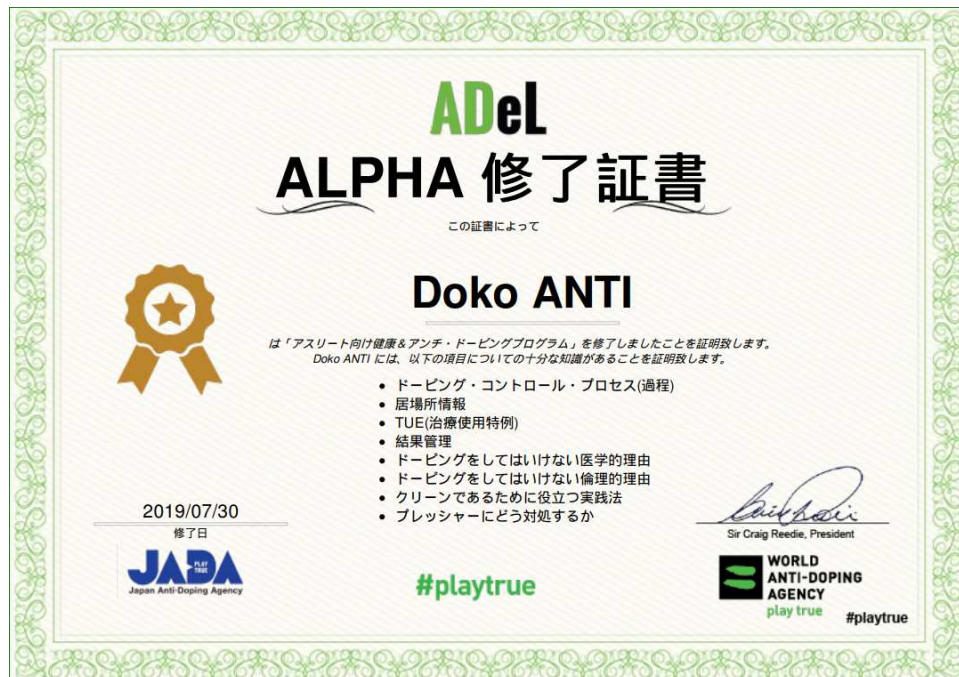 ADeL
ALPHA 修了証書
この証書によって
Doko ANTI
は「アスリート向け健康＆アンチ・ドーピングプログラム」を修了しましたことを証明致します。
Doko ANTI には、以下の項目についての十分な知識があることを証明致します。
• ドーピング・コントロール・プロセス(過程)
• 居場所情報
• TUE(治療使用特例)
• 結果管理
• ドーピングをしてはいけない医学的理由
• ドーピングをしてはいけない倫理的理由
• クリーンであるために役立つ実践法
• プレッシャーにどう対処するか
2019/07/30
修了日
JADA
PLAY TRUE
Japan Anti-Doping Agency
#playtrue
Sir Craig Reedie, President
WORLD
ANTI-DOPING
AGENCY
play true
#playtrue